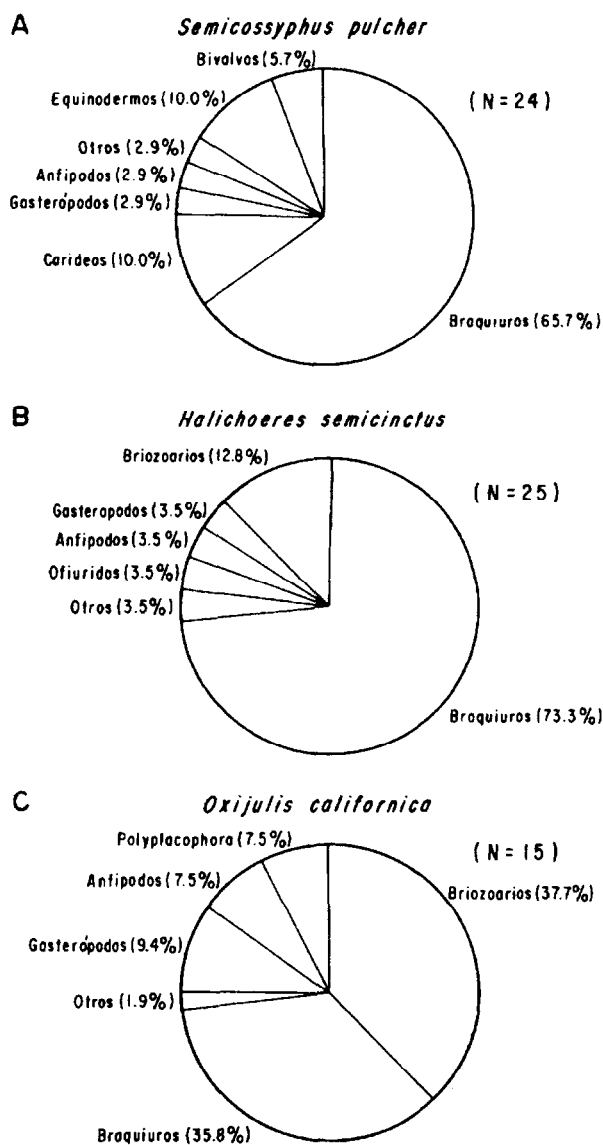 A
Semicossyphus pulcher
Bivalvos (5.7%)
(N=24)
Equinodermos (10.0%)
Otros (2.9%)
Anfipodos (2.9%)
Gasterópodos (2.9%)
Carideos (10.0%)
Braquiuros (65.7%)
B
Halichoeres semicinctus
Briozoarios (12.8%)
(N=25)
Gasteropodos (3.5%)
Anfipodos (3.5%)
Ofiuridos (3.5%)
Otros (3.5%)
Braquiuros (73.3%)
C
Oxijulis californica
Polyplacophora (7.5%)
(N=15)
Anfipodos (7.5%)
Briozoarios (37.7%)
Gasterópodos (9.4%)
Otros (1.9%)
Braquiuros (35.8%)